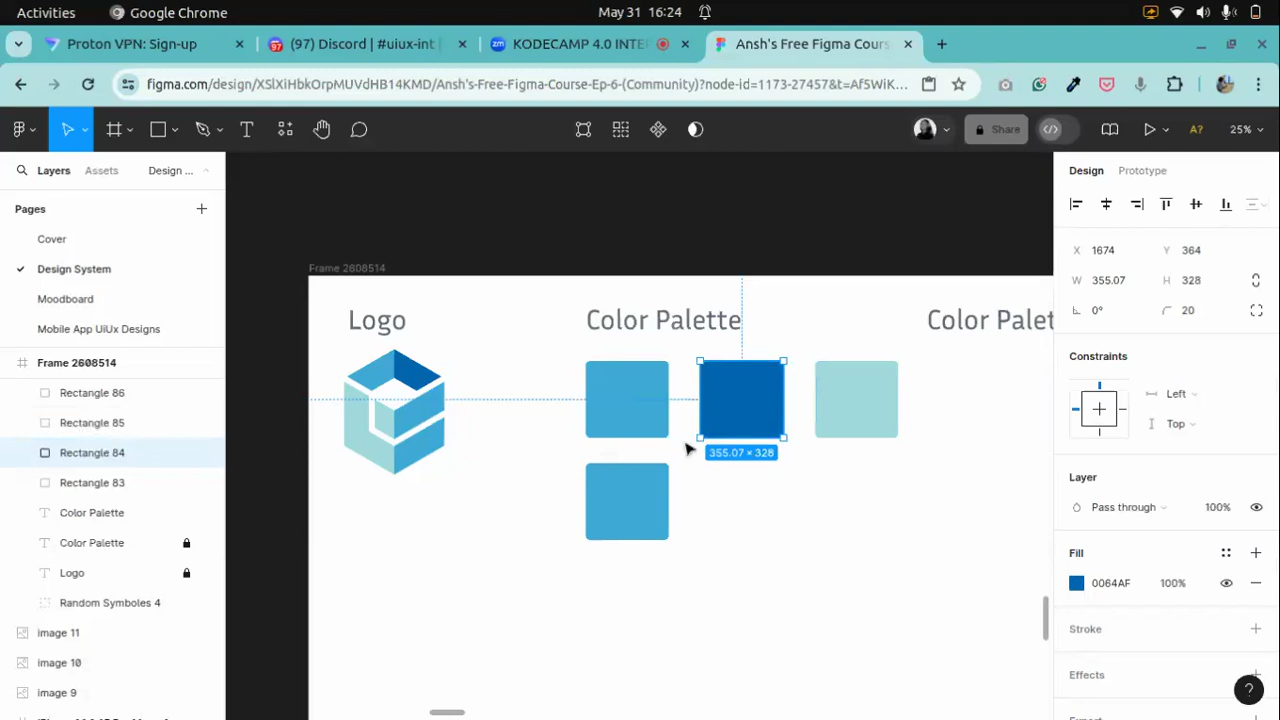 Activities
Google Chrome
May 31 16:24
Proton VPN: Sign-up
(97) Discord | #uiux-int
KODECAMP 4.0 INTE
Ansh's Free Figma Cours
figma.com/design/XSlXiHbkOrpMUVdHB14KMD/Ansh's-Free-Figma-Course-Ep-6-(Community)?node-id=1173-27457&t=Af5WiK...
Share
A?
25%
Layers
Assets
Design ...
Design
Prototype
Pages
Cover
Design System
Moodboard
Mobile App UiUx Designs
Frame 2608514
Rectangle 86
Rectangle 85
Rectangle 84
Rectangle 83
Color Palette
Color Palette
Logo
Random Symboles 4
image 11
image 10
image 9
Frame 2608514
Logo
Color Palette
Color Palet
355.07 × 328
X 1674
Y 364
W 355.07
H 328
0°
20
Constraints
Left
Top
Layer
Pass through
100%
Fill
0064AF
100%
Stroke
Effects
?